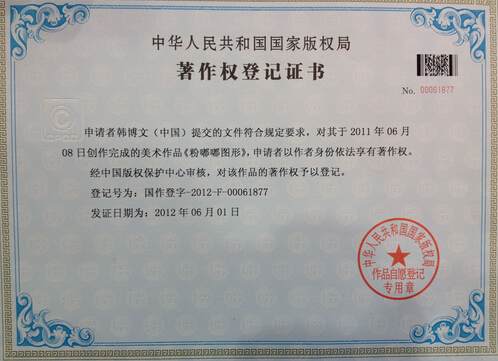 中华人民共和国国家版权局
著作权登记证书
No. 00061877
申请者韩博文（中国）提交的文件符合规定要求，对其于2011年06月
08日创作完成的美术作品《粉嘟嘟图形》，申请者以作者身份依法享有著作权。
经中国版权保护中心审核，对该作品的著作权予以登记。
登记号为：国作登字-2012-F-00061877
发证日期为：2012年06月01日
中华人民共和国国家版权局
作品自愿登记
专用章